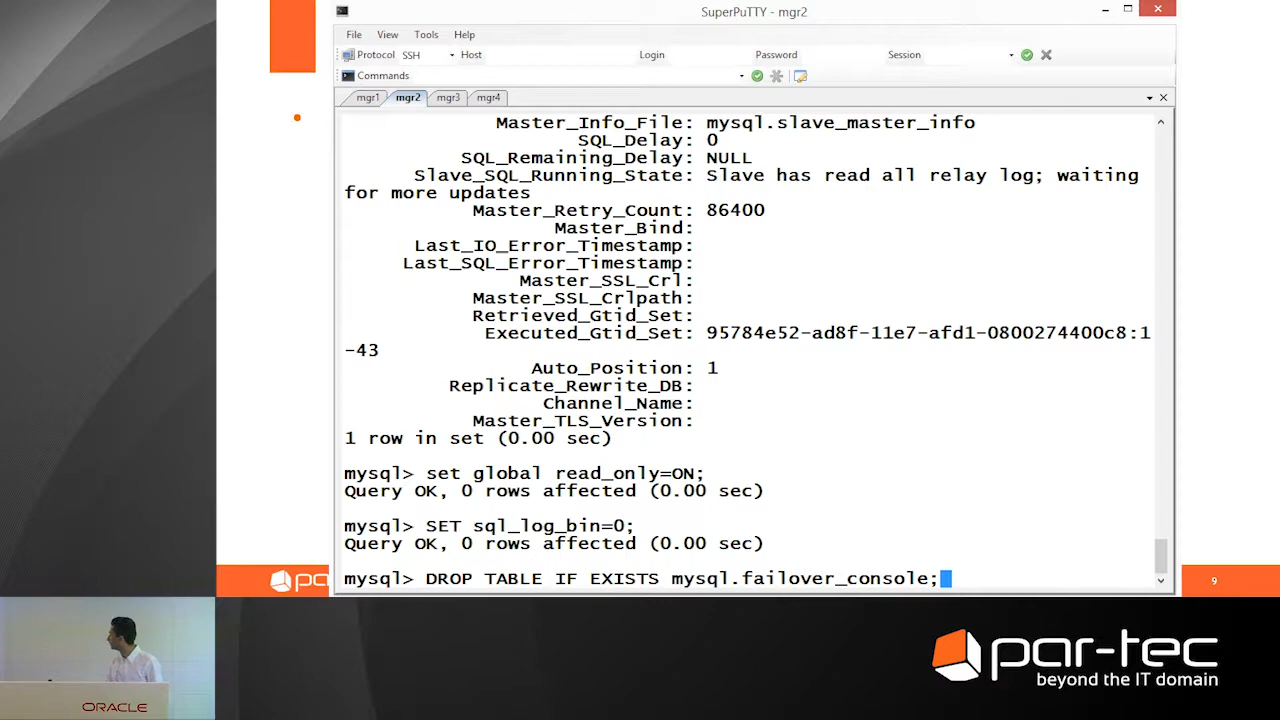 SuperPuTTY - mgr2
File View Tools Help
Protocol SSH Host Login Password Session
Commands
mgr1 mgr2 mgr3 mgr4
Master_Info_File: mysql.slave_master_info
SQL_Delay: 0
SQL_Remaining_Delay: NULL
Slave_SQL_Running_State: Slave has read all relay log; waiting
for more updates
Master_Retry_Count: 86400
Master_Bind:
Last_IO_Error_Timestamp:
Last_SQL_Error_Timestamp:
Master_SSL_Crl:
Master_SSL_Crlpath:
Retrieved_Gtid_Set:
Executed_Gtid_Set: 95784e52-ad8f-11e7-afd1-0800274400c8:1
-43
Auto_Position: 1
Replicate_Rewrite_DB:
Channel_Name:
Master_TLS_Version:
1 row in set (0.00 sec)
mysql> set global read_only=ON;
Query OK, 0 rows affected (0.00 sec)
mysql> SET sql_log_bin=0;
Query OK, 0 rows affected (0.00 sec)
mysql> DROP TABLE IF EXISTS mysql.failover_console;
par
9
ORACLE
par-tec
beyond the IT domain